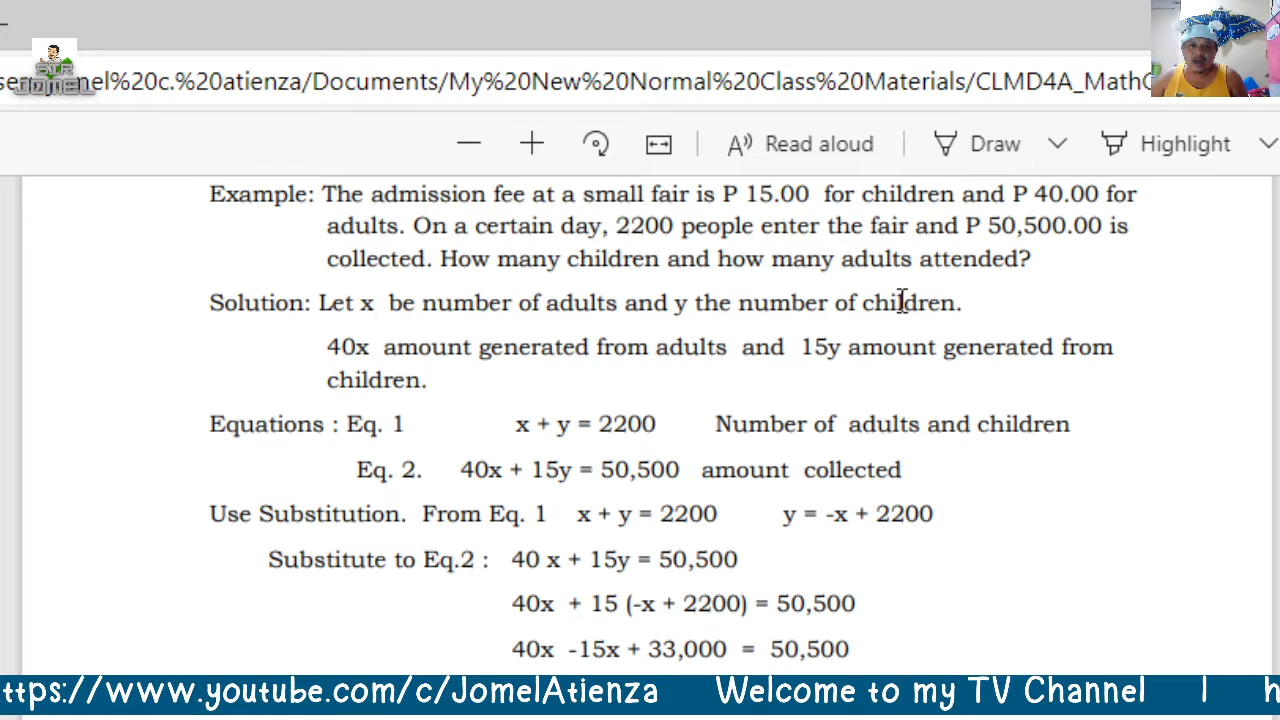 ser/jomel%20c.%20atienza/Documents/My%20New%20Normal%20Class%20Materials/CLMD4A_MathG
SIR
JOMEL
Read aloud
Draw
Highlight
Example: The admission fee at a small fair is P 15.00 for children and P 40.00 for
adults. On a certain day, 2200 people enter the fair and P 50,500.00 is
collected. How many children and how many adults attended?
Solution: Let x be number of adults and y the number of children.
40x amount generated from adults and 15y amount generated from
children.
Equations : Eq. 1 x + y = 2200 Number of adults and children
Eq. 2. 40x + 15y = 50,500 amount collected
Use Substitution. From Eq. 1 x + y = 2200 y = -x + 2200
Substitute to Eq.2 : 40 x + 15y = 50,500
40x + 15 (-x + 2200) = 50,500
40x -15x + 33,000 = 50,500
ttps://www.youtube.com/c/JomelAtienza Welcome to my TV Channel I h